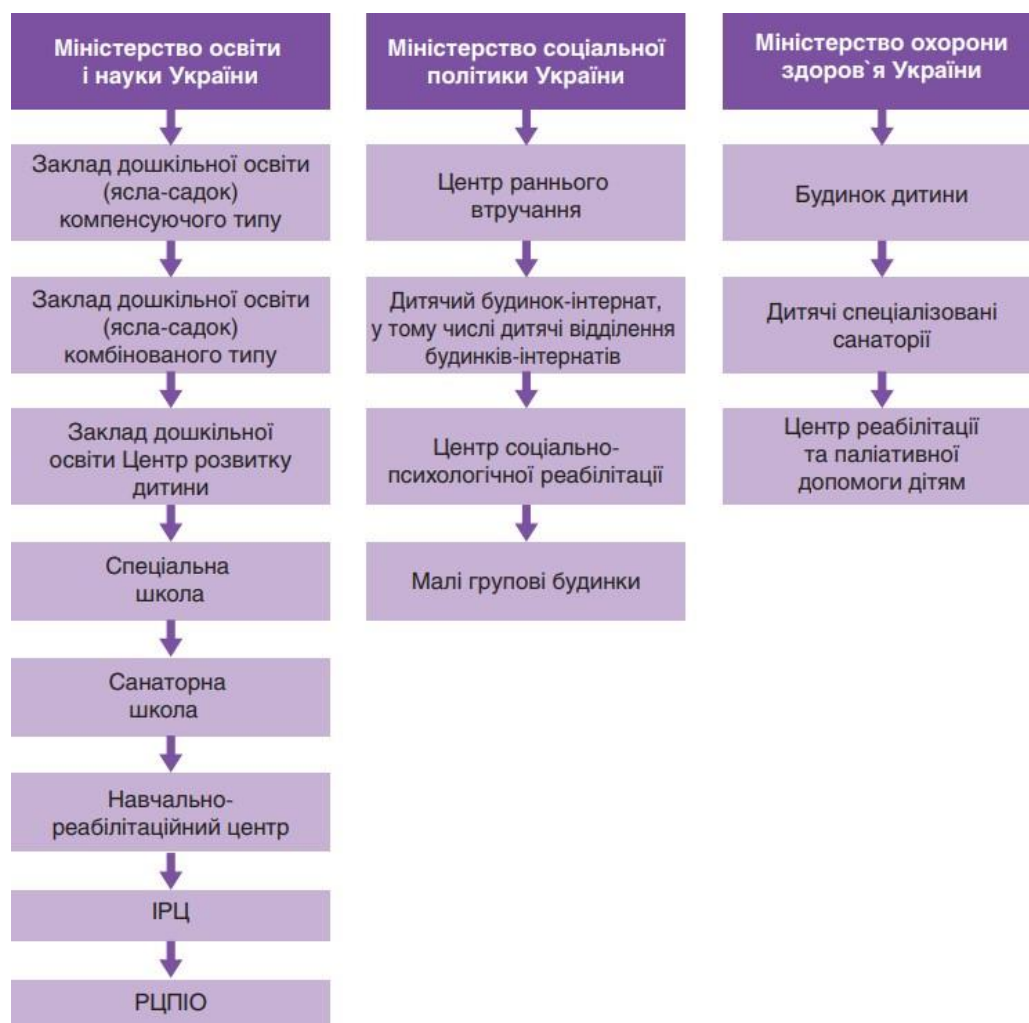 Міністерство освіти
і науки України
Заклад дошкільної освіти
(ясла-садок)
компенсуючого типу
Заклад дошкільної освіти
(ясла-садок)
комбінованого типу
Заклад дошкільної
освіти Центр розвитку
дитини
Спеціальна
школа
Санаторна
школа
Навчально-
реабілітаційний центр
ІРЦ
РЦПІО
Міністерство соціальної
політики України
Центр раннього
втручання
Дитячий будинок-інтернат,
у тому числі дитячі відділення
будинків-інтернатів
Центр соціально-
психологічної реабілітації
Малі групові будинки
Міністерство охорони
здоров`я України
Будинок дитини
Дитячі спеціалізовані
санаторії
Центр реабілітації
та паліативної
допомоги дітям